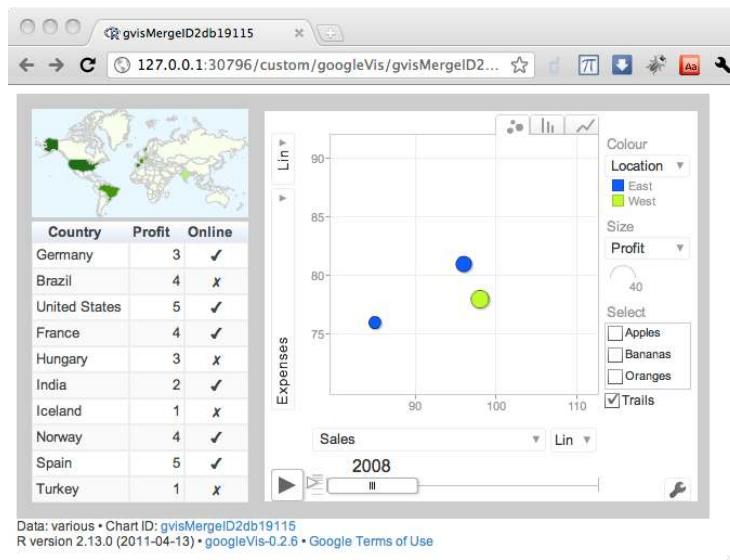 gvisMergeID2db19115
127.0.0.1:30796/custom/googleVis/gvisMergeID2...
Country Profit Online
Germany 3 ✔
Brazil 4 ✗
United States 5 ✔
France 4 ✔
Hungary 3 ✗
India 2 ✔
Iceland 1 ✗
Norway 4 ✔
Spain 5 ✔
Turkey 1 ✗
Lin
Expenses
90
85
80
75
90 100 110
Sales Lin
2008
Colour
Location
East
West
Size
Profit
40
Select
Apples
Bananas
Oranges
Trails
Data: various • Chart ID: gvisMergeID2db19115
R version 2.13.0 (2011-04-13) • googleVis-0.2.6 • Google Terms of Use